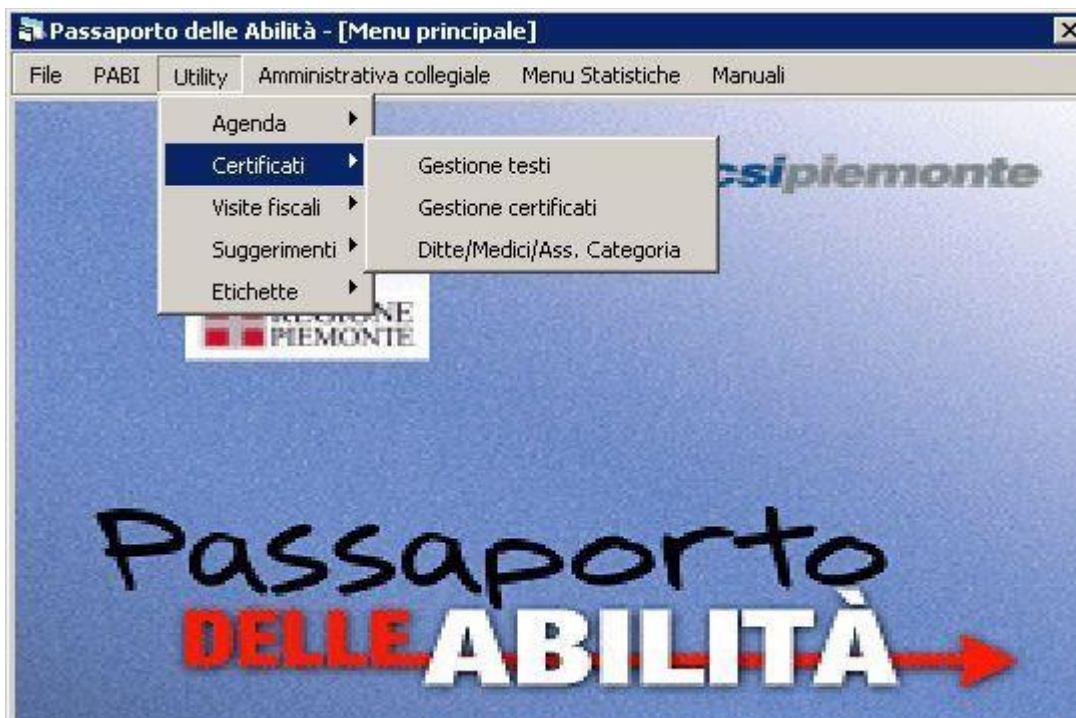 Passaporto delle Abilità - [Menu principale]
File PABI Utility Amministrativa collegiale Menu Statistiche Manuali
Agenda
Certificati
Gestione testi
Visite fiscali
Gestione certificati
Suggerimenti
Ditte/Medici/Ass. Categoria
Etichette
csipiemonte
REGIONE
PIEMONTE
Passaporto
DELLE ABILITÀ